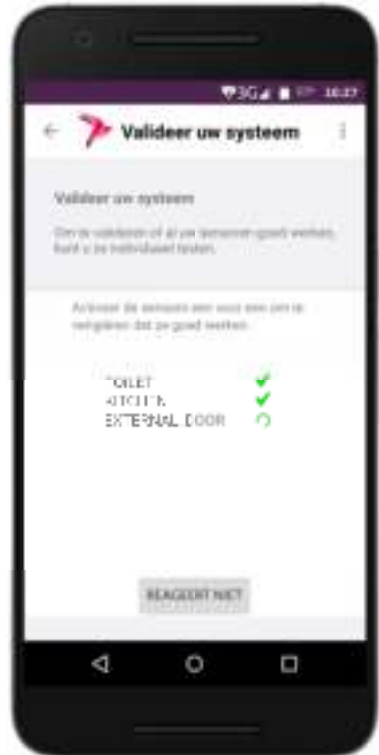 3G 10:27
Valideer uw systeem
Valideer uw systeem
Om te valideren of al uw sensoren goed werken,
kunt u ze individueel testen.
Activeer de sensoren een voor een om te
verifiëren dat ze goed werken.
TOILET
KITCHEN
EXTERNAL DOOR
REAGEERT NIET